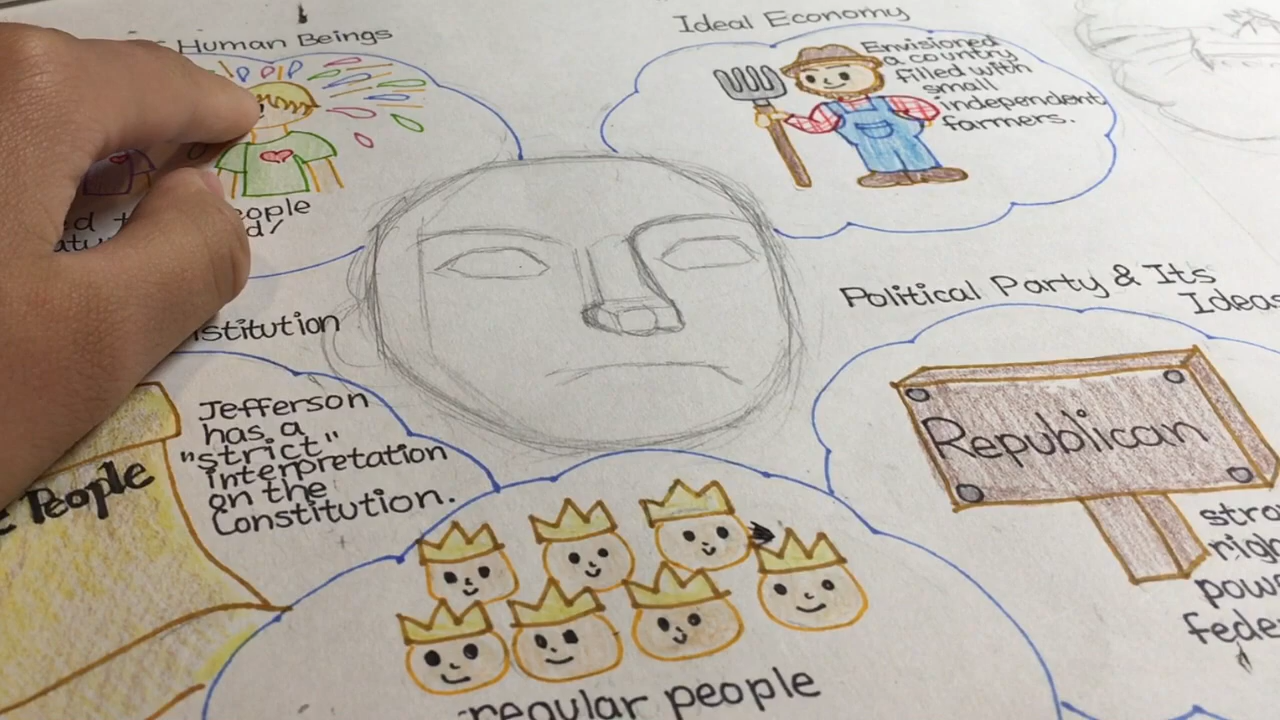 Human Beings
people
Ideal Economy
Envisioned
a country
filled with
small
independent
farmers.
Jefferson
has a
"strict"
interpretation
on the
Constitution.
People
Political Party & Its
Ideas
Republican
-regular people